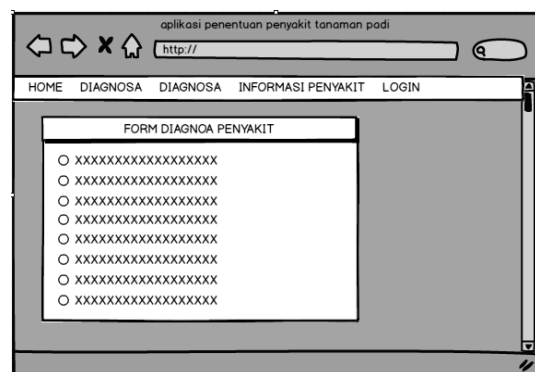 aplikasi penentuan penyakit tanaman padi
http://
HOME DIAGNOSA DIAGNOSA INFORMASI PENYAKIT LOGIN
FORM DIAGNOA PENYAKIT
XXXXXXXXXXXXXXXXXX
XXXXXXXXXXXXXXXXXX
XXXXXXXXXXXXXXXXXX
XXXXXXXXXXXXXXXXXX
XXXXXXXXXXXXXXXXXX
XXXXXXXXXXXXXXXXXX
XXXXXXXXXXXXXXXXXX
XXXXXXXXXXXXXXXXXX